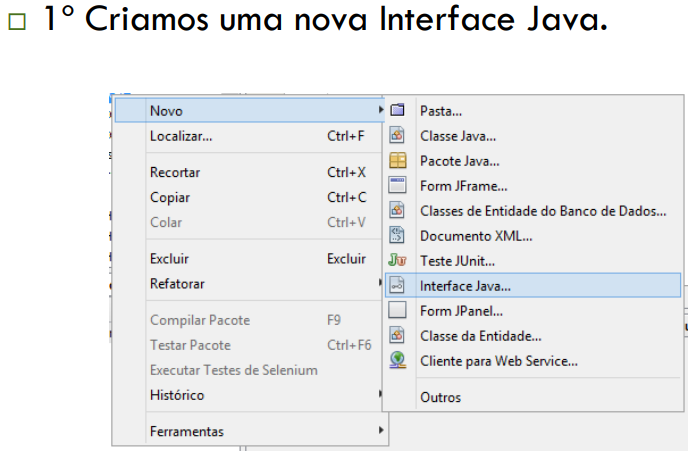 1º Criamos uma nova Interface Java.
Novo
Localizar... Ctrl+F
Recortar Ctrl+X
Copiar Ctrl+C
Colar Ctrl+V
Excluir Excluir
Refatorar
Compilar Pacote F9
Testar Pacote Ctrl+F6
Executar Testes de Selenium
Histórico
Ferramentas
Pasta...
Classe Java...
Pacote Java...
Form JFrame...
Classes de Entidade do Banco de Dados...
Documento XML...
Teste JUnit...
Interface Java...
Form JPanel...
Classe da Entidade...
Cliente para Web Service...
Outros